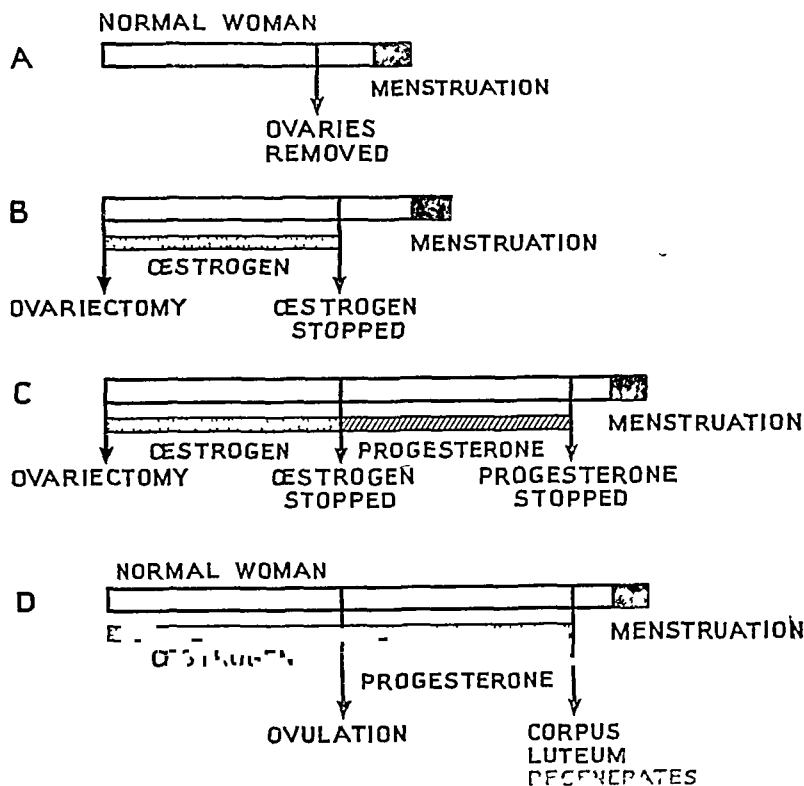 NORMAL WOMAN
A
MENSTRUATION
OVARIES
REMOVED
B
MENSTRUATION
ŒSTROGEN
OVARIECTOMY
ŒSTROGEN
STOPPED
C
MENSTRUATION
ŒSTROGEN
PROGESTERONE
OVARIECTOMY
ŒSTROGEN
STOPPED
PROGESTERONE
STOPPED
NORMAL WOMAN
D
MENSTRUATION
PROGESTERONE
OVULATION
CORPUS
LUTEUM
DEGENERATES